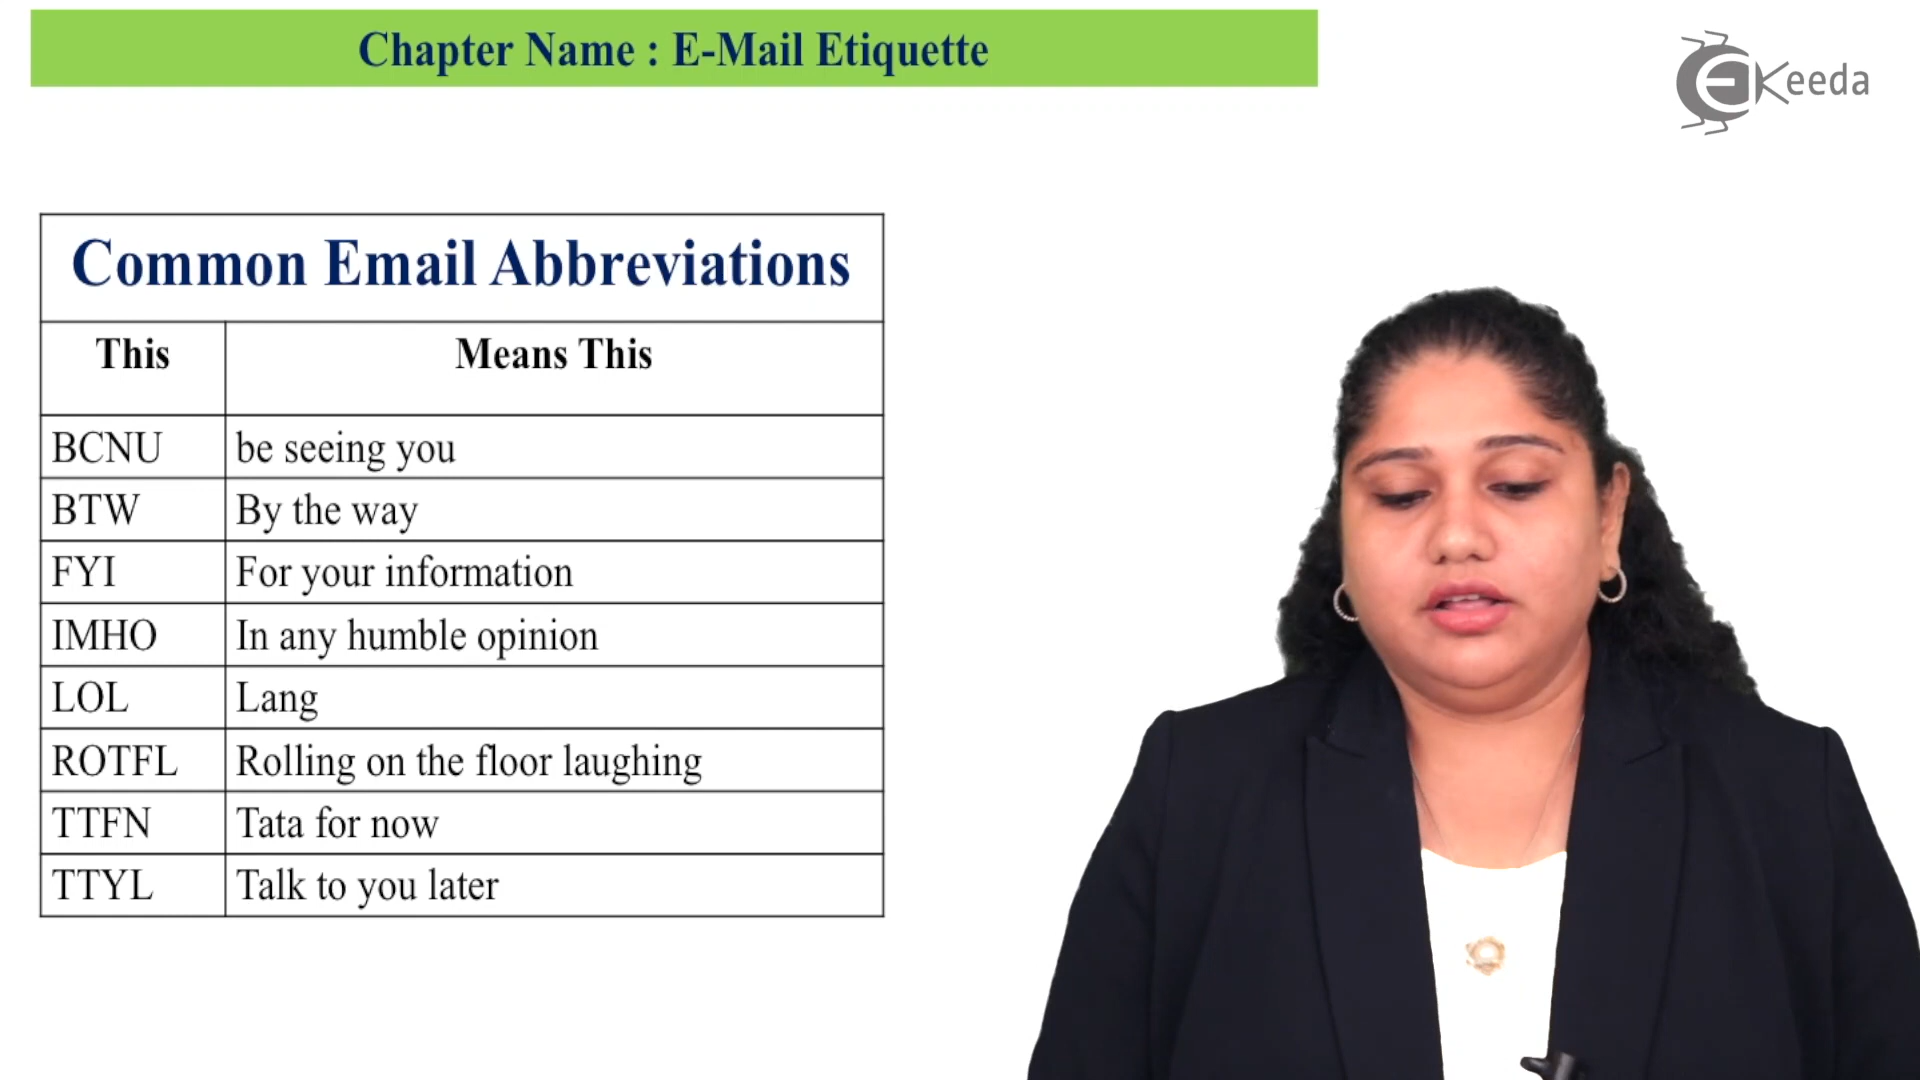 Chapter Name : E-Mail Etiquette
EKeeda
Common Email Abbreviations
This Means This
BCNU be seeing you
BTW By the way
FYI For your information
IMHO In any humble opinion
LOL Lang
ROTFL Rolling on the floor laughing
TTFN Tata for now
TTYL Talk to you later